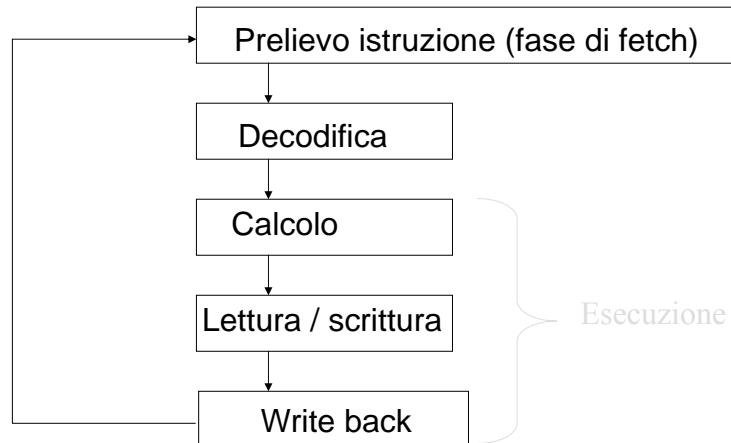 Prelievo istruzione (fase di fetch)
Decodifica
Calcolo
Lettura / scrittura
Esecuzione
Write back